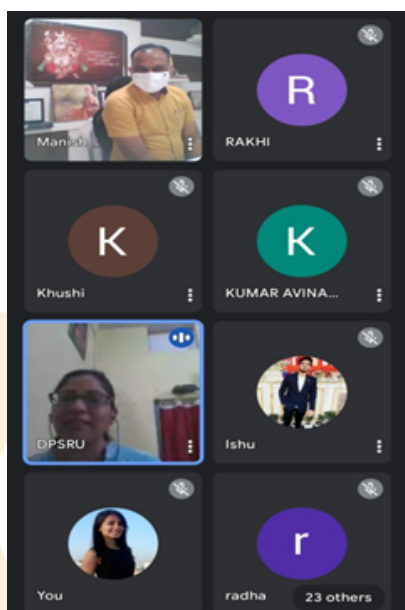 Manish
R
RAKHI
K
Khushi
K
KUMAR AVINA...
DPSRU
Ishu
You
r
radha
23 others